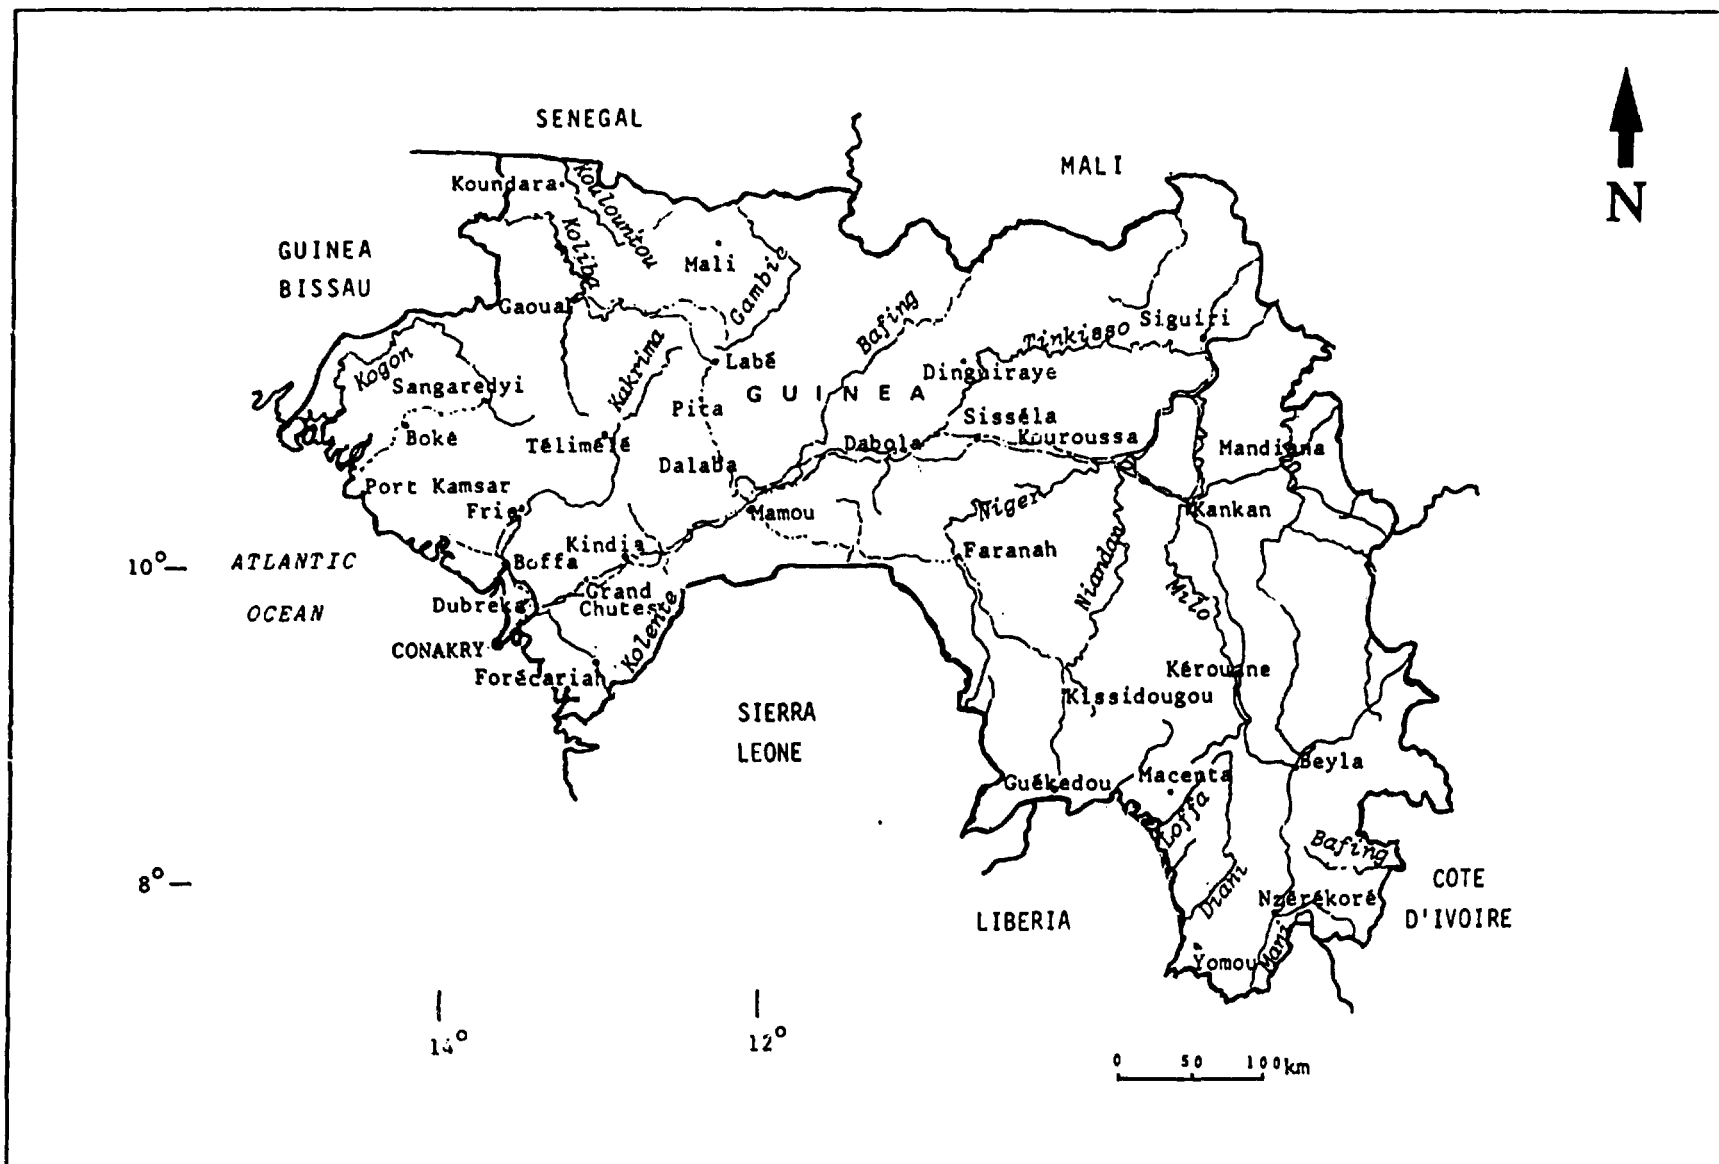 SENEGAL
MALI
N
Koundara
Koulountou
GUINEA
BISSAU
Koliba
Mali
Gambie
Gaoual
Bafing
Siguiri
Tinkisso
Kogon
Kakrima
Labé
Dinguiraye
Sangaredyi
GUINEA
Pita
Sisséla
Boké
Télimélé
Dabola
Kouroussa
Mandiana
Dalaba
Port Kamsar
Niger
Fria
Mamou
Kankan
Kindia
Faranah
Niandan
10°
ATLANTIC
OCEAN
Boffa
Grand
Chutes
Dubreka
Kolente
Milo
CONAKRY
Forécariah
Kérouane
Kissidougou
SIERRA
LEONE
Beyla
Guékedou
Macenta
Loffa
Bafing
8°
COTE
D'IVOIRE
Diani
Nzérékoré
LIBERIA
Yomou
Mani
14°
12°
0 50 100km